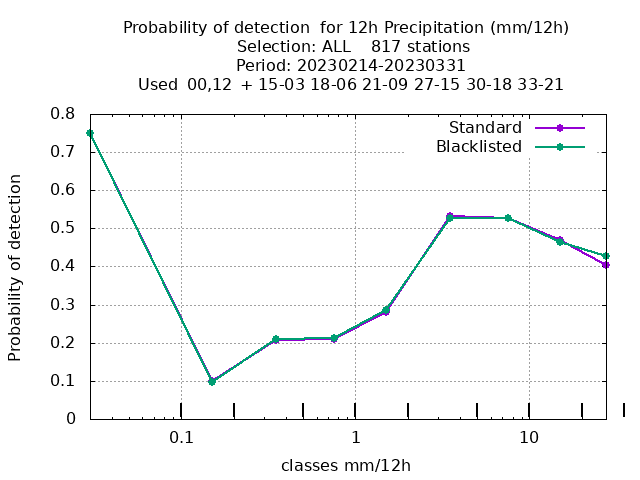 Probability of detection  for 12h Precipitation (mm/12h)
Selection: ALL    817 stations
Period: 20230214-20230331
Used  00,12  + 15-03 18-06 21-09 27-15 30-18 33-21
Standard
Blacklisted
0.8
0.7
0.6
0.5
0.4
0.3
0.2
0.1
0
Probability of detection
0.1
1
10
classes mm/12h